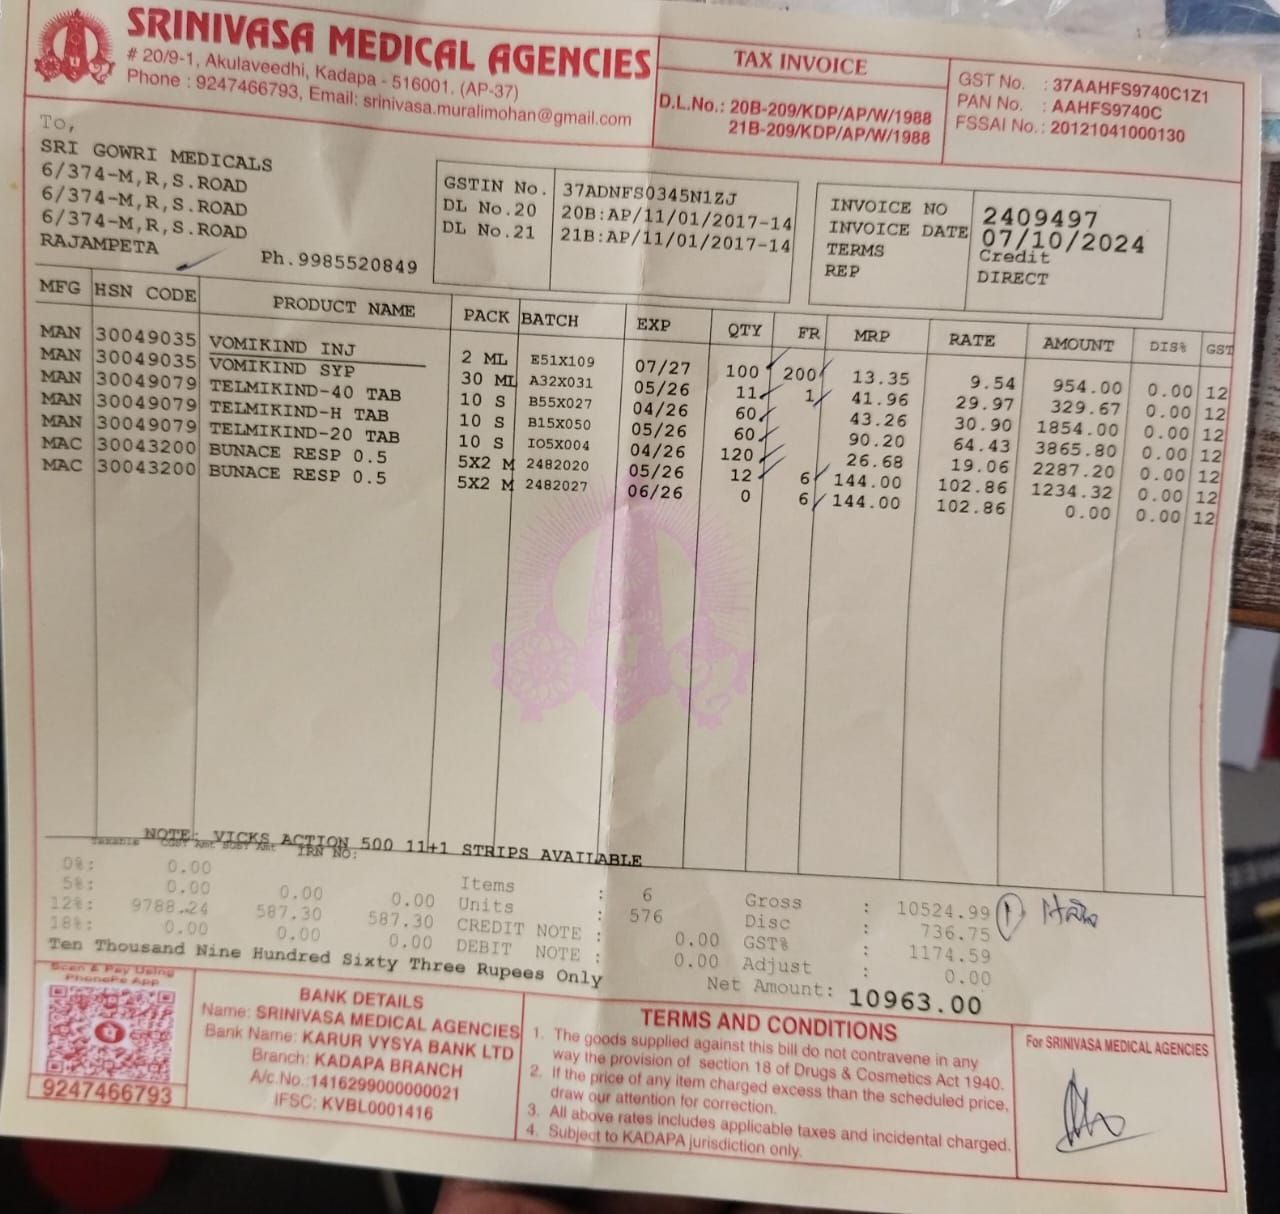 SRINIVASA MEDICAL AGENCIES
# 20/9-1, Akulaveedhi, Kadapa - 516001. (AP-37)
Phone : 9247466793, Email: srinivasa.muralimohan@gmail.com
TAX INVOICE
D.L.No.: 20B-209/KDP/AP/W/1988
21B-209/KDP/AP/W/1988
GST No. : 37AAHFS9740C1Z1
PAN No. : AAHFS9740C
FSSAI No. : 20121041000130
To,
SRI GOWRI MEDICALS
6/374-M,R,S.ROAD
6/374-M,R,S.ROAD
6/374-M,R,S.ROAD
RAJAMPETA
Ph.9985520849
GSTIN No. 37ADNFS0345N1ZJ
DL No.20 20B:AP/11/01/2017-14
DL No.21 21B:AP/11/01/2017-14
INVOICE NO 2409497
INVOICE DATE 07/10/2024
TERMS Credit
REP DIRECT
MFG HSN CODE PRODUCT NAME PACK BATCH EXP QTY FR MRP RATE AMOUNT DIS% GST
MAN 30049035 VOMIKIND INJ 2 ML E51X109 07/27 100 200 13.35 9.54 954.00 0.00 12
MAN 30049035 VOMIKIND SYP 30 ML A32X031 05/26 11 1 41.96 29.97 329.67 0.00 12
MAN 30049079 TELMIKIND-40 TAB 10 S B55X027 04/26 60 43.26 30.90 1854.00 0.00 12
MAN 30049079 TELMIKIND-H TAB 10 S B15X050 05/26 60 90.20 64.43 3865.80 0.00 12
MAN 30049079 TELMIKIND-20 TAB 10 S I05X004 04/26 120 26.68 19.06 2287.20 0.00 12
MAC 30043200 BUNACE RESP 0.5 5X2 M 2482020 05/26 12 6 144.00 102.86 1234.32 0.00 12
MAC 30043200 BUNACE RESP 0.5 5X2 M 2482027 06/26 0 6 144.00 102.86 0.00 0.00 12
NOTE: VICKS ACTION 500 11+1 STRIPS AVAILABLE
Taxable CGST Amt SGST Amt IRN NO:
0%: 0.00
5%: 0.00 0.00 0.00
12%: 9788.24 587.30 587.30
18%: 0.00 0.00 0.00
Items : 6
Units : 576
CREDIT NOTE : 0.00
DEBIT NOTE : 0.00
Gross : 10524.99
Disc : 736.75
GST% : 1174.59
Adjust : 0.00
Net Amount: 10963.00
Ten Thousand Nine Hundred Sixty Three Rupees Only
Scan & Pay Using
PhonePe App
9247466793
BANK DETAILS
Name: SRINIVASA MEDICAL AGENCIES
Bank Name: KARUR VYSYA BANK LTD
Branch: KADAPA BRANCH
A/c.No.:1416299000000021
IFSC: KVBL0001416
TERMS AND CONDITIONS
1. The goods supplied against this bill do not contravene in any
way the provision of section 18 of Drugs & Cosmetics Act 1940.
2. If the price of any item charged excess than the scheduled price,
draw our attention for correction.
3. All above rates includes applicable taxes and incidental charged.
4. Subject to KADAPA jurisdiction only.
For SRINIVASA MEDICAL AGENCIES